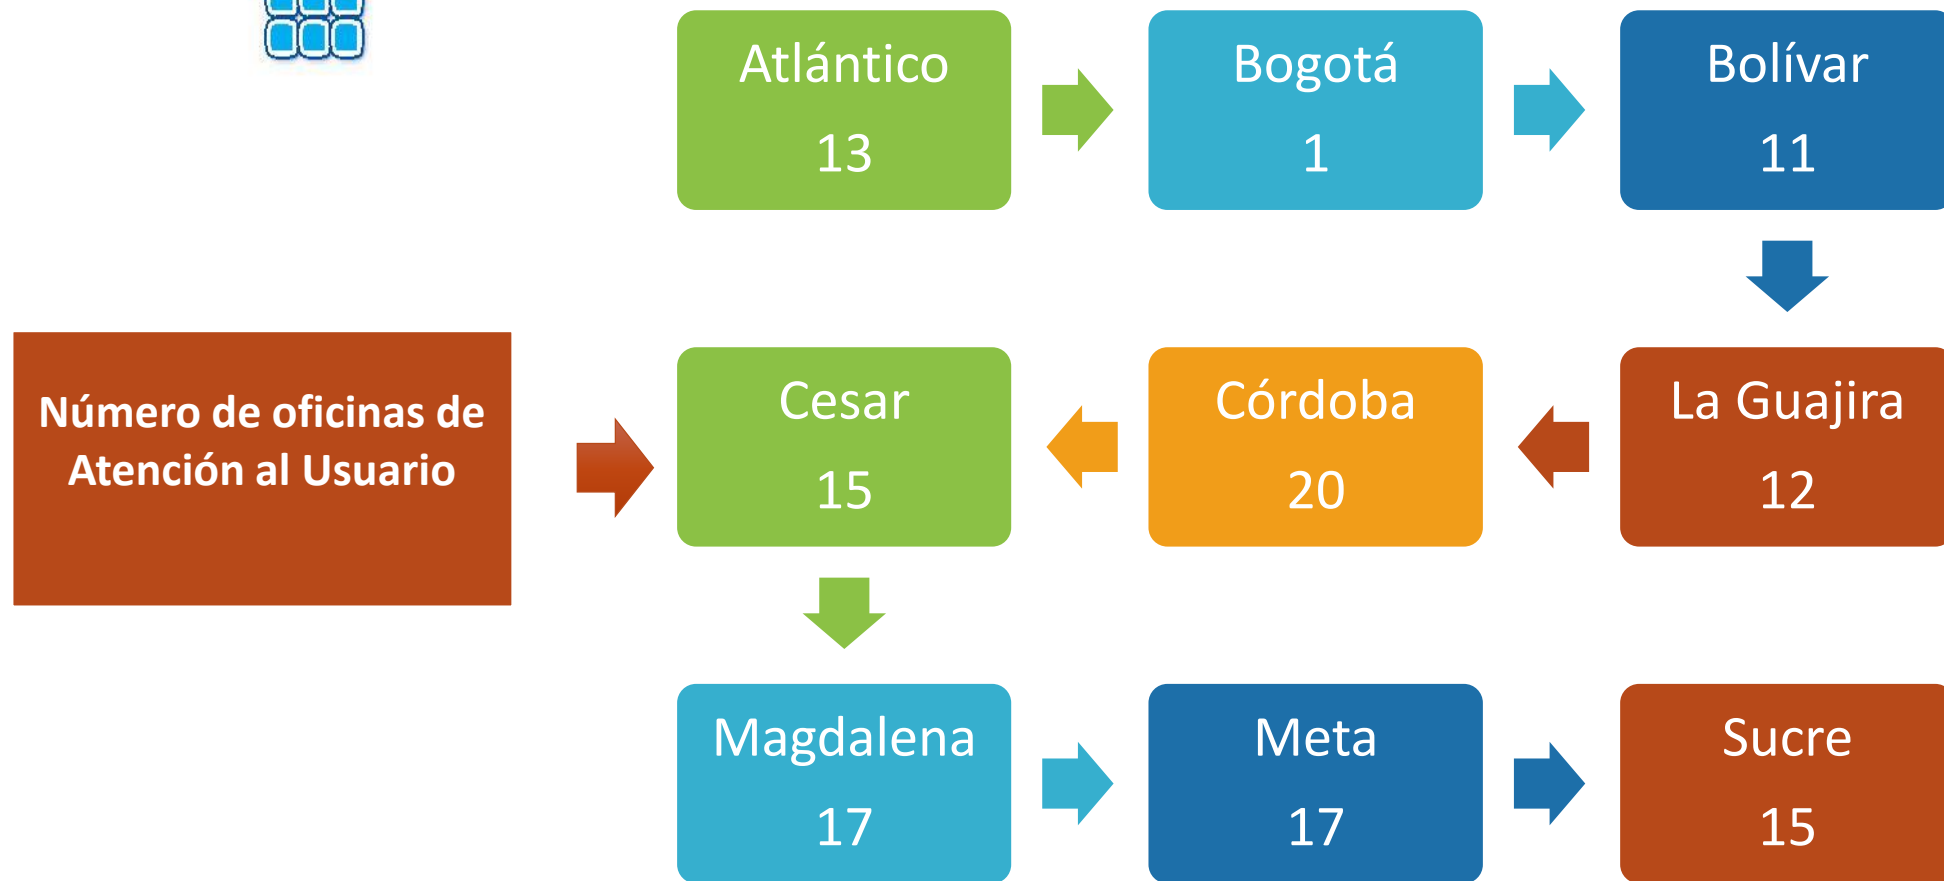 Atlántico
13
Bogotá
1
Bolívar
11
Número de oficinas de
Atención al Usuario
Cesar
15
Córdoba
20
La Guajira
12
Magdalena
17
Meta
17
Sucre
15